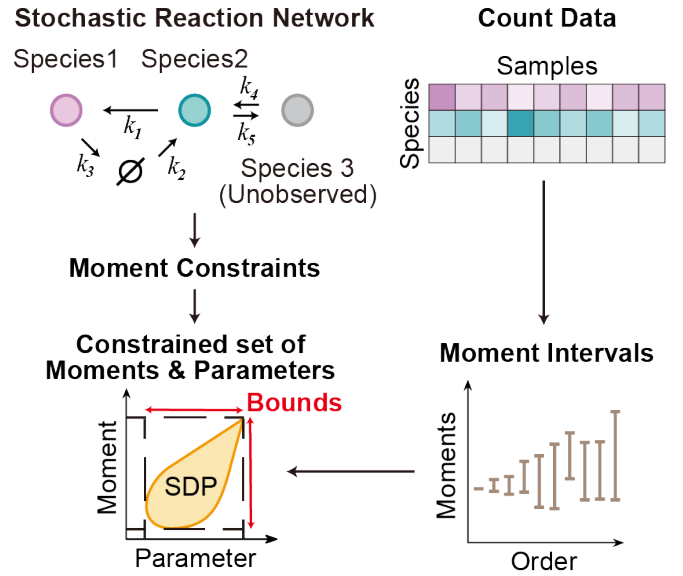 Stochastic Reaction Network
Species1
Species2
k4
k1
k5
k3
∅
k2
Species 3
(Unobserved)
Moment Constraints
Constrained set of
Moments & Parameters
Bounds
Moment
SDP
Parameter
Count Data
Samples
Species
Moment Intervals
Moments
Order